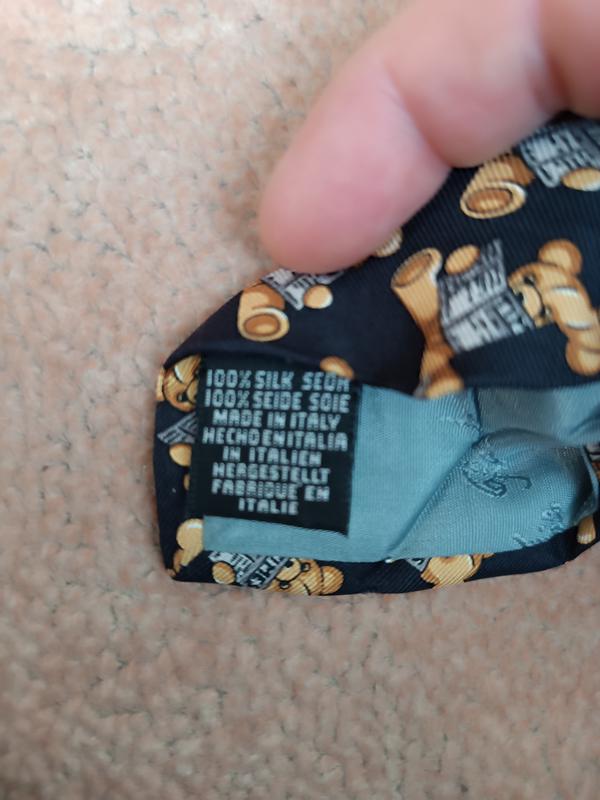 100% SILK SEDA
100% SEIDE SOIE
MADE IN ITALY
HECHO EN ITALIA
IN ITALIEN
HERGESTELLT
FABRIQUE EN
ITALIE